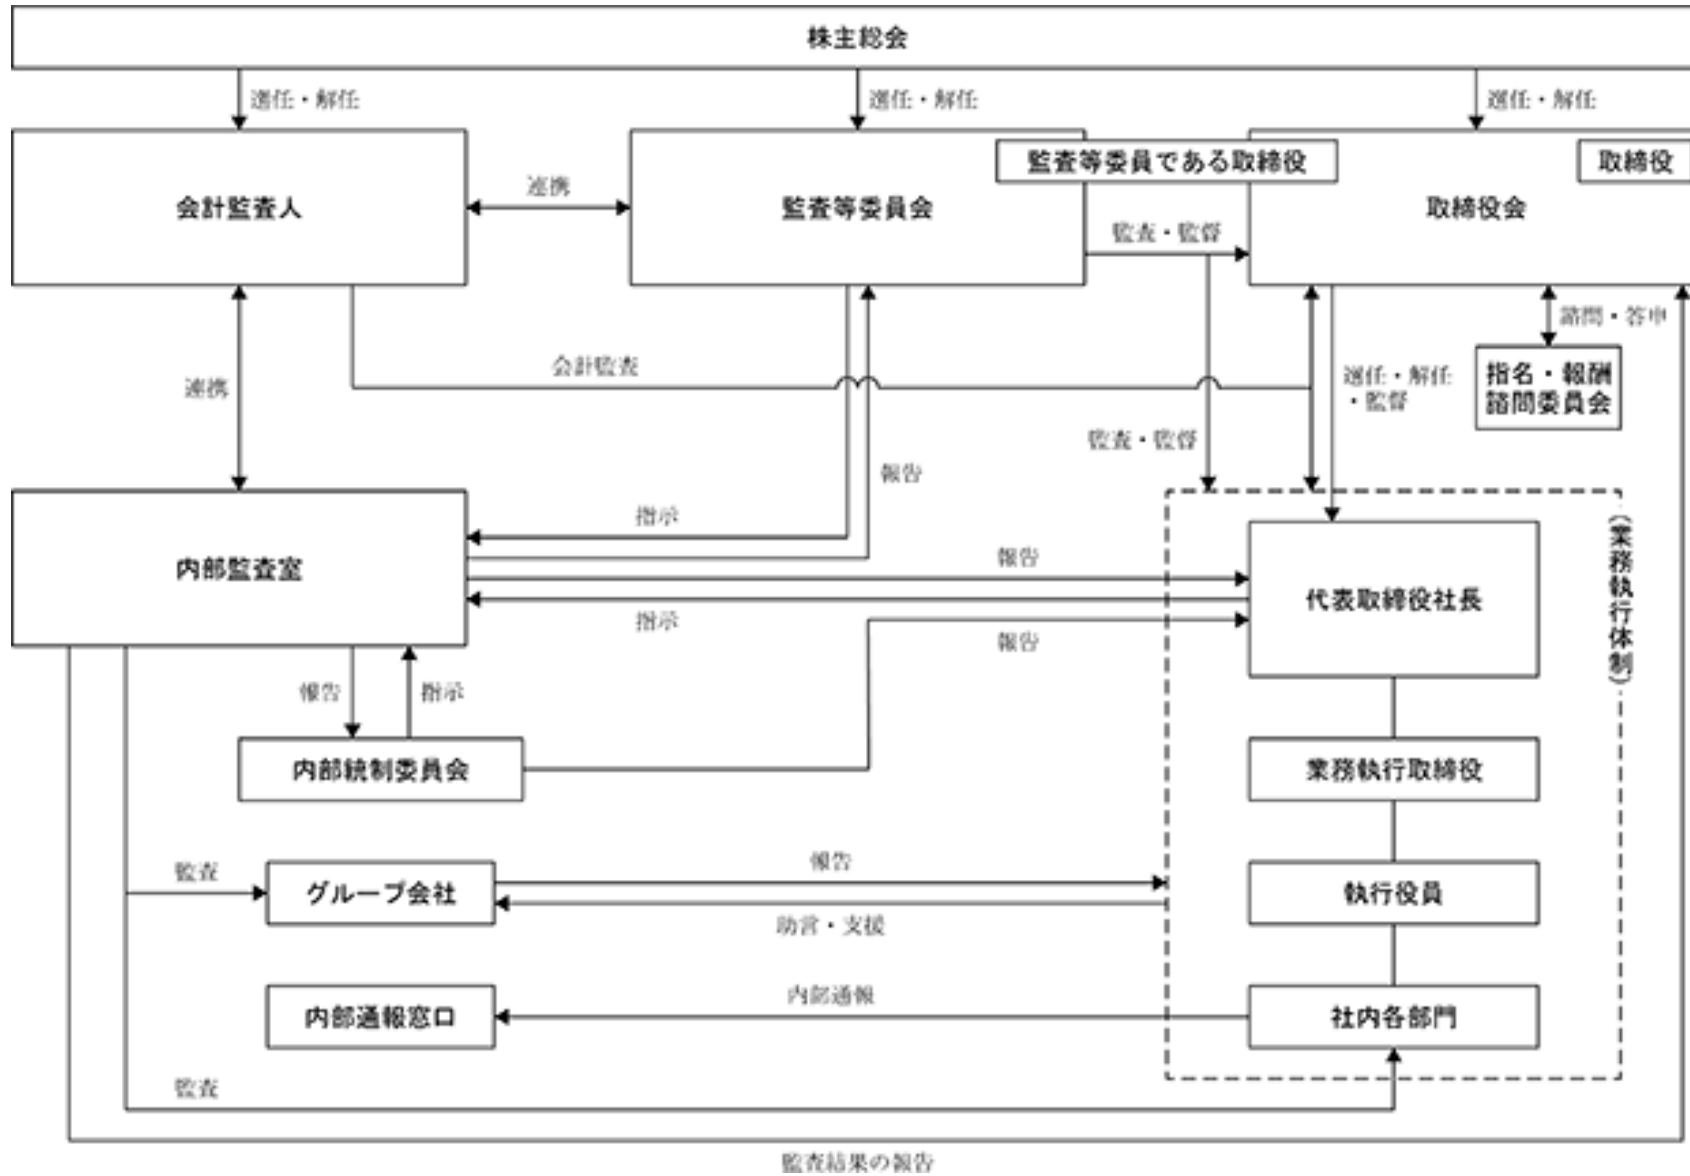 株主総会
選任・解任
選任・解任
選任・解任
監査等委員である取締役
取締役
会計監査人
連携
監査等委員会
取締役会
監査・監督
諮問・答申
会計監査
連携
選任・解任
・監督
指名・報酬
諮問委員会
監査・監督
報告
指示
(業務執行体制)
内部監査室
報告
代表取締役社長
指示
報告
報告
指示
内部統制委員会
業務執行取締役
報告
監査
グループ会社
執行役員
助言・支援
内部通報
内部通報窓口
社内各部門
監査
監査結果の報告